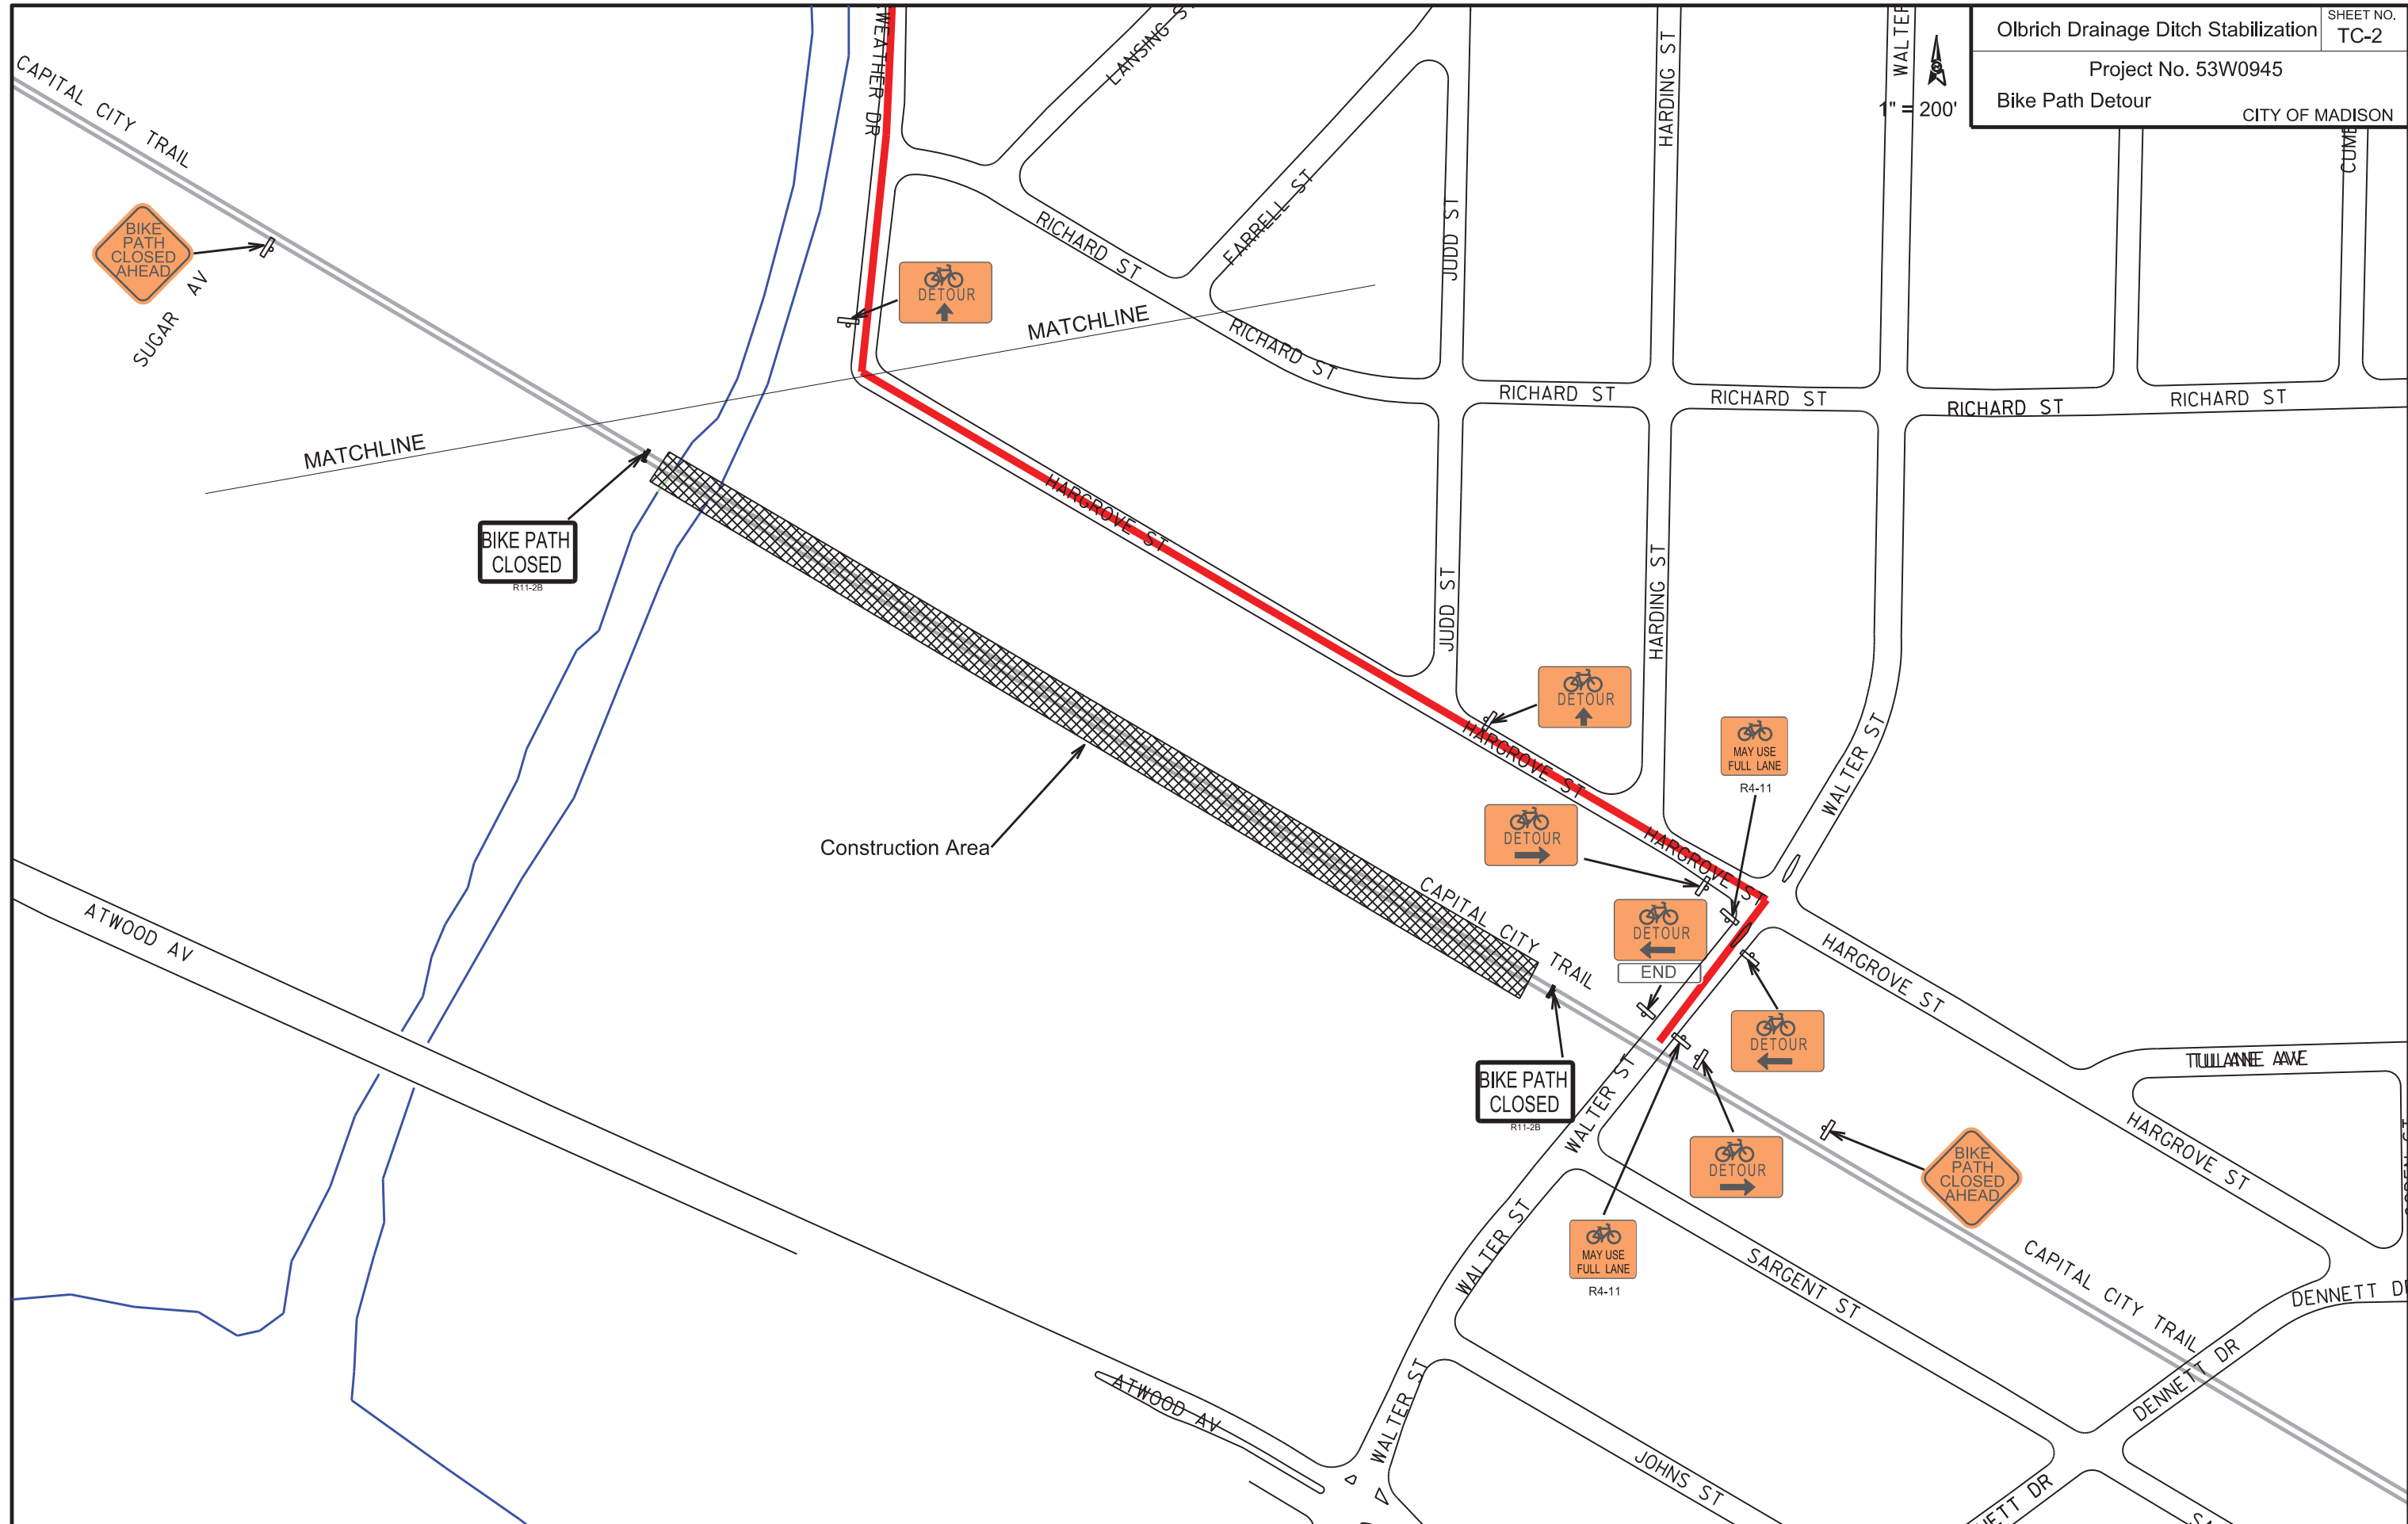 Olbrich Drainage Ditch Stabilization
SHEET NO.
TC-2
Project No. 53W0945
Bike Path Detour
CITY OF MADISON
1" = 200'
CAPITAL CITY TRAIL
WEATHER DR
LANSING ST
HARDING ST
WALTER
CUMB
BIKE
PATH
CLOSED
AHEAD
SUGAR AV
DETOUR
RICHARD ST
FARRELL ST
JUDD ST
MATCHLINE
RICHARD ST
RICHARD ST
RICHARD ST
RICHARD ST
RICHARD ST
MATCHLINE
BIKE PATH
CLOSED
R11-2B
HARGROVE ST
JUDD ST
HARDING ST
DETOUR
HARGROVE ST
MAY USE
FULL LANE
R4-11
WALTER ST
DETOUR
HARGROVE ST
Construction Area
CAPITAL CITY TRAIL
DETOUR
END
ATWOOD AV
HARGROVE ST
DETOUR
BIKE PATH
CLOSED
R11-2B
WALTER ST
TULANE AVE
HARGROVE ST
DETOUR
BIKE
PATH
CLOSED
AHEAD
MAY USE
FULL LANE
R4-11
WALTER ST
SARGENT ST
CAPITAL CITY TRAIL
DENNETT DR
DENNETT DR
ATWOOD AV
WALTER ST
JOHNS ST
NETT DR